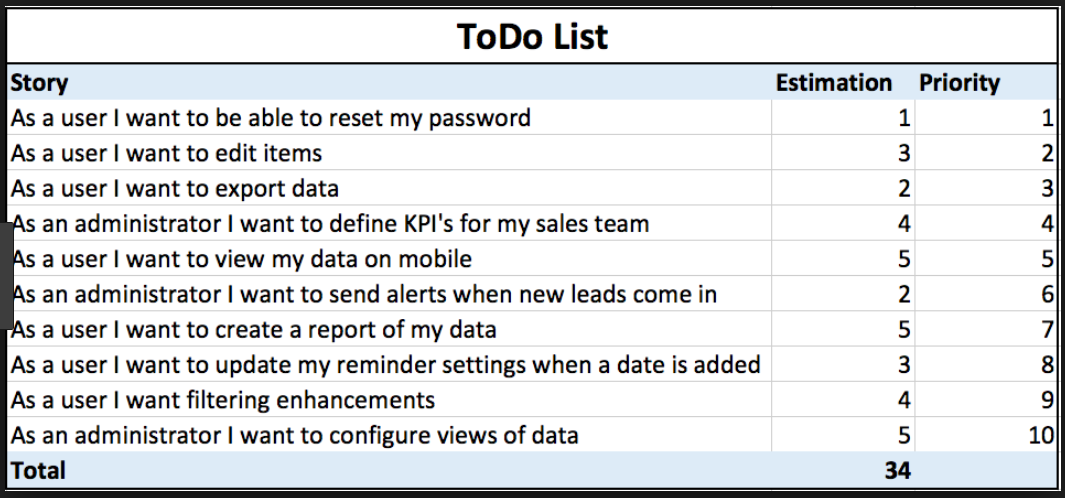 ToDo List
Story Estimation Priority
As a user I want to be able to reset my password 1 1
As a user I want to edit items 3 2
As a user I want to export data 2 3
As an administrator I want to define KPI's for my sales team 4 4
As a user I want to view my data on mobile 5 5
As an administrator I want to send alerts when new leads come in 2 6
As a user I want to create a report of my data 5 7
As a user I want to update my reminder settings when a date is added 3 8
As a user I want filtering enhancements 4 9
As an administrator I want to configure views of data 5 10
Total 34